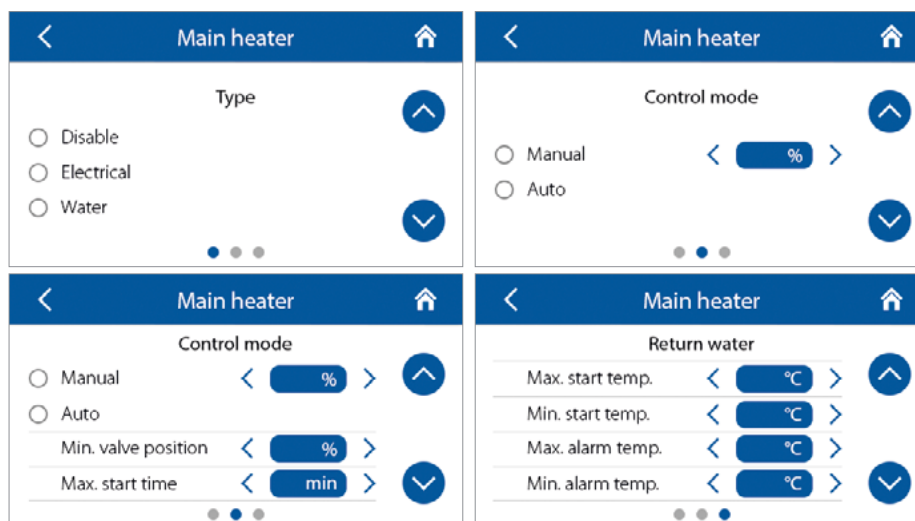 Main heater
Type
Disable
Electrical
Water
Main heater
Control mode
Manual %
Auto
Main heater
Control mode
Manual %
Auto
Min. valve position %
Max. start time min
Main heater
Return water
Max. start temp. °C
Min. start temp. °C
Max. alarm temp. °C
Min. alarm temp. °C